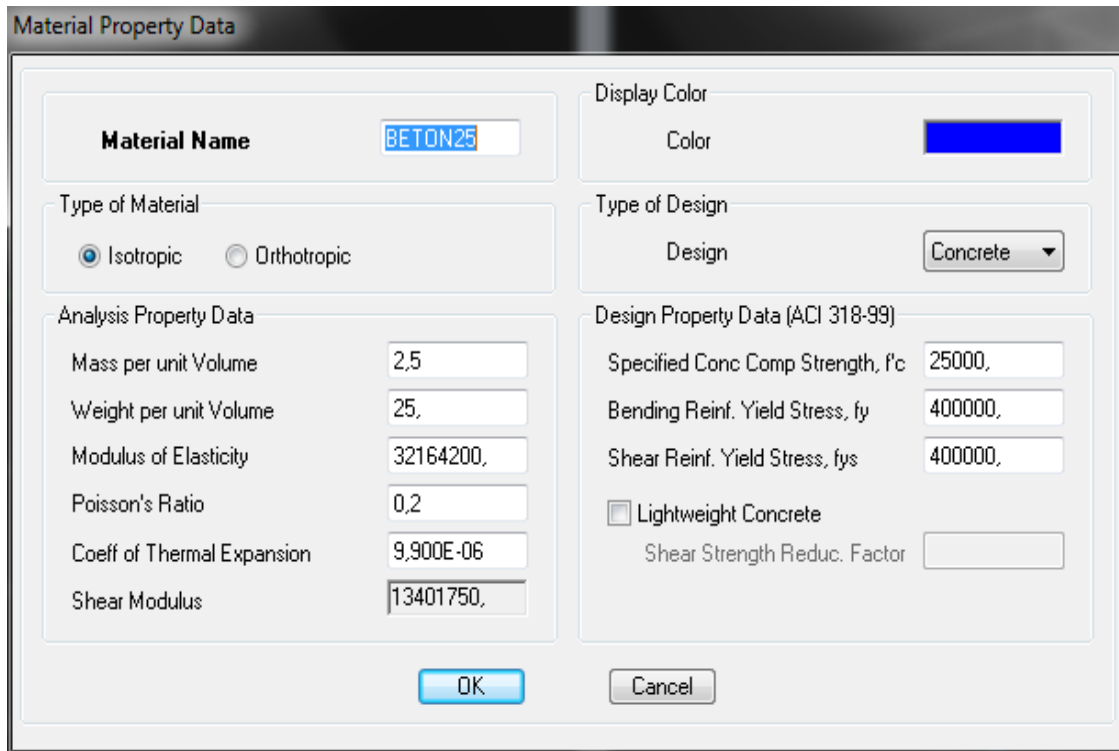 Material Property Data
Material Name BETON25
Display Color
Color
Type of Material
Isotropic Orthotropic
Type of Design
Design Concrete
Analysis Property Data
Mass per unit Volume 2,5
Weight per unit Volume 25,
Modulus of Elasticity 32164200,
Poisson's Ratio 0,2
Coeff of Thermal Expansion 9,900E-06
Shear Modulus 13401750,
Design Property Data (ACI 318-99)
Specified Conc Comp Strength, f'c 25000,
Bending Reinf. Yield Stress, fy 400000,
Shear Reinf. Yield Stress, fys 400000,
Lightweight Concrete
Shear Strength Reduc. Factor
OK Cancel